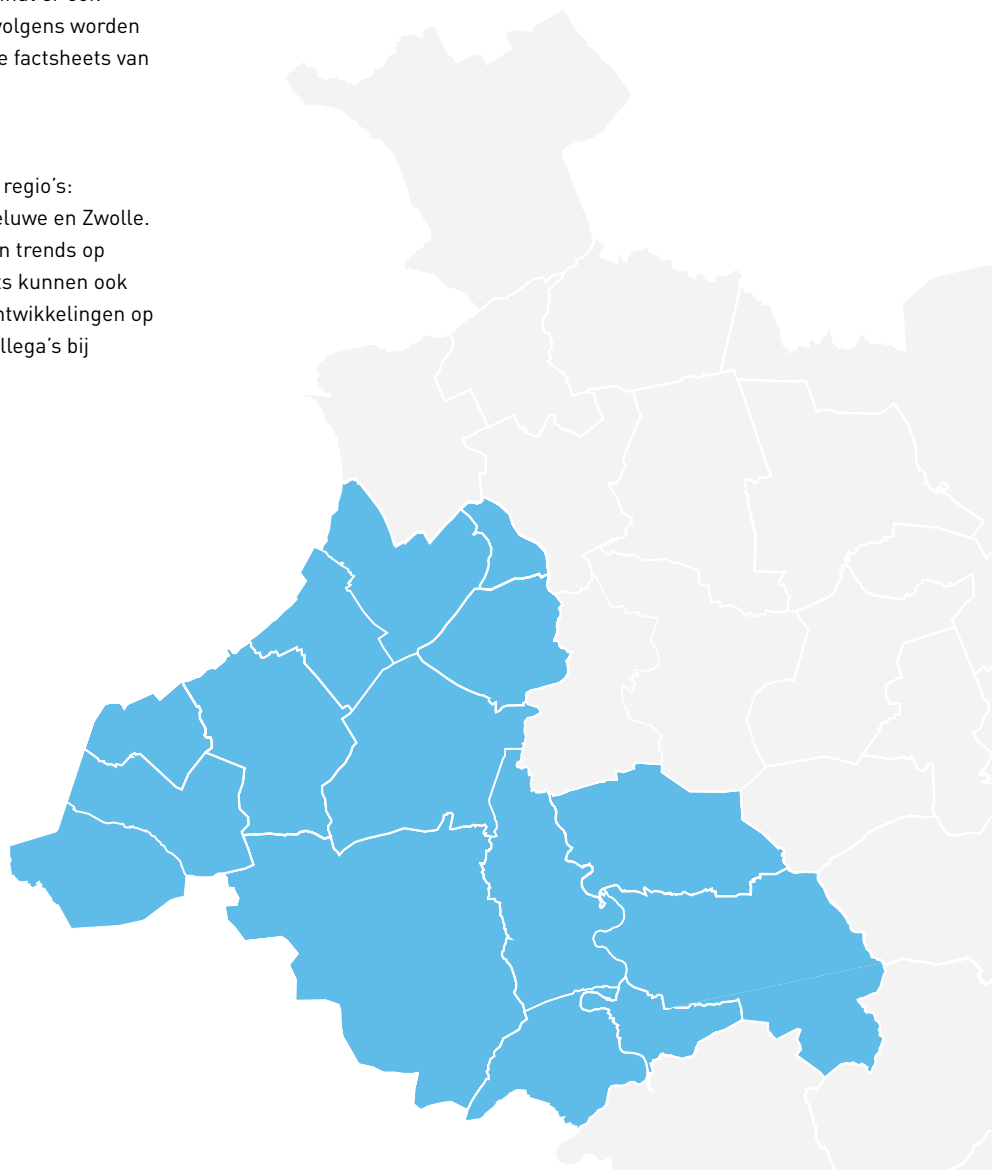 volgens worden
e factsheets van
regio's:
eluwe en Zwolle.
n trends op
ts kunnen ook
ntwikkelingen op
llega's bij